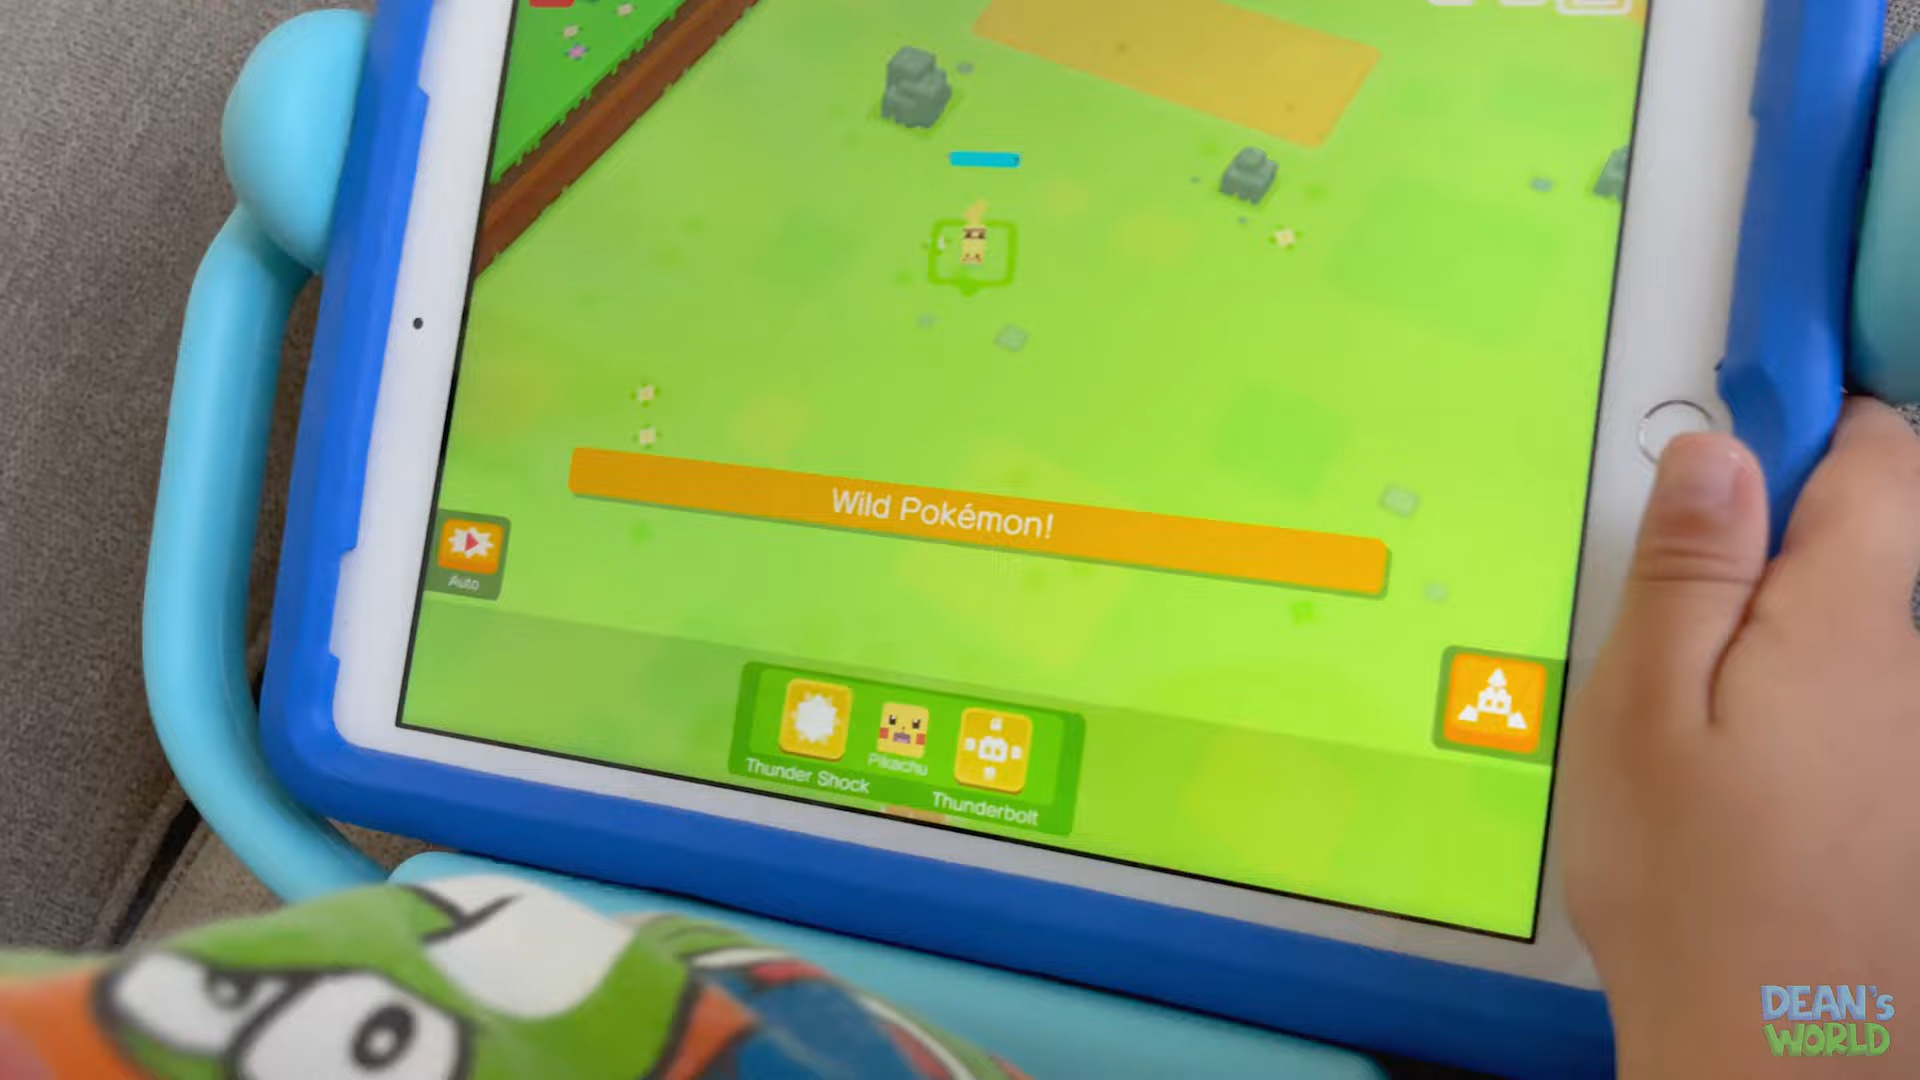 Wild Pokémon!
Auto
Pikachu
Thunder Shock
Thunderbolt
DEAN's
WORLD